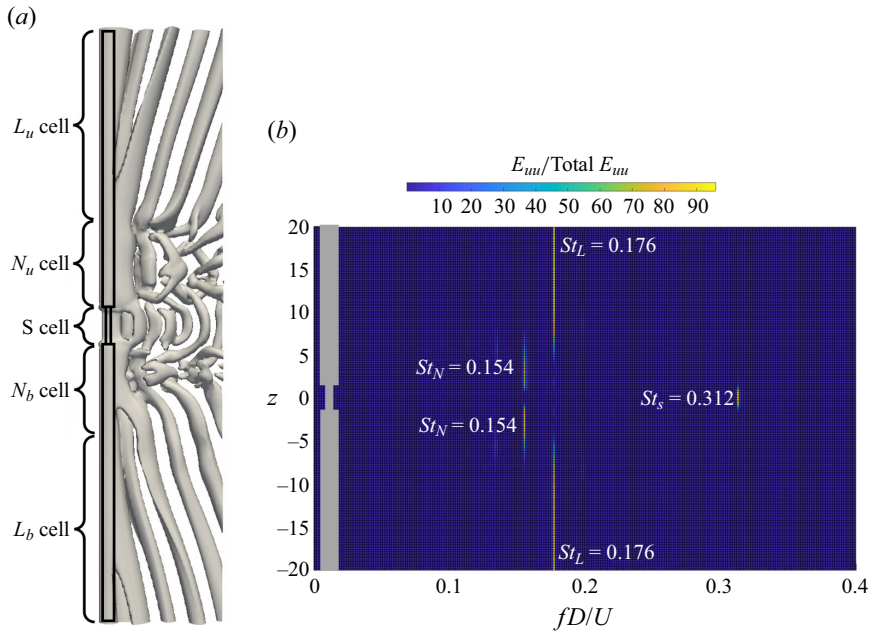 (a)
L_u cell
N_u cell
S cell
N_b cell
L_b cell
(b)
E_uu/Total E_uu
10 20 30 40 50 60 70 80 90
20
15
10
5
0
−5
−10
−15
−20
z
St_L = 0.176
St_N = 0.154
St_s = 0.312
St_N = 0.154
St_L = 0.176
0 0.1 0.2 0.3 0.4
fD/U